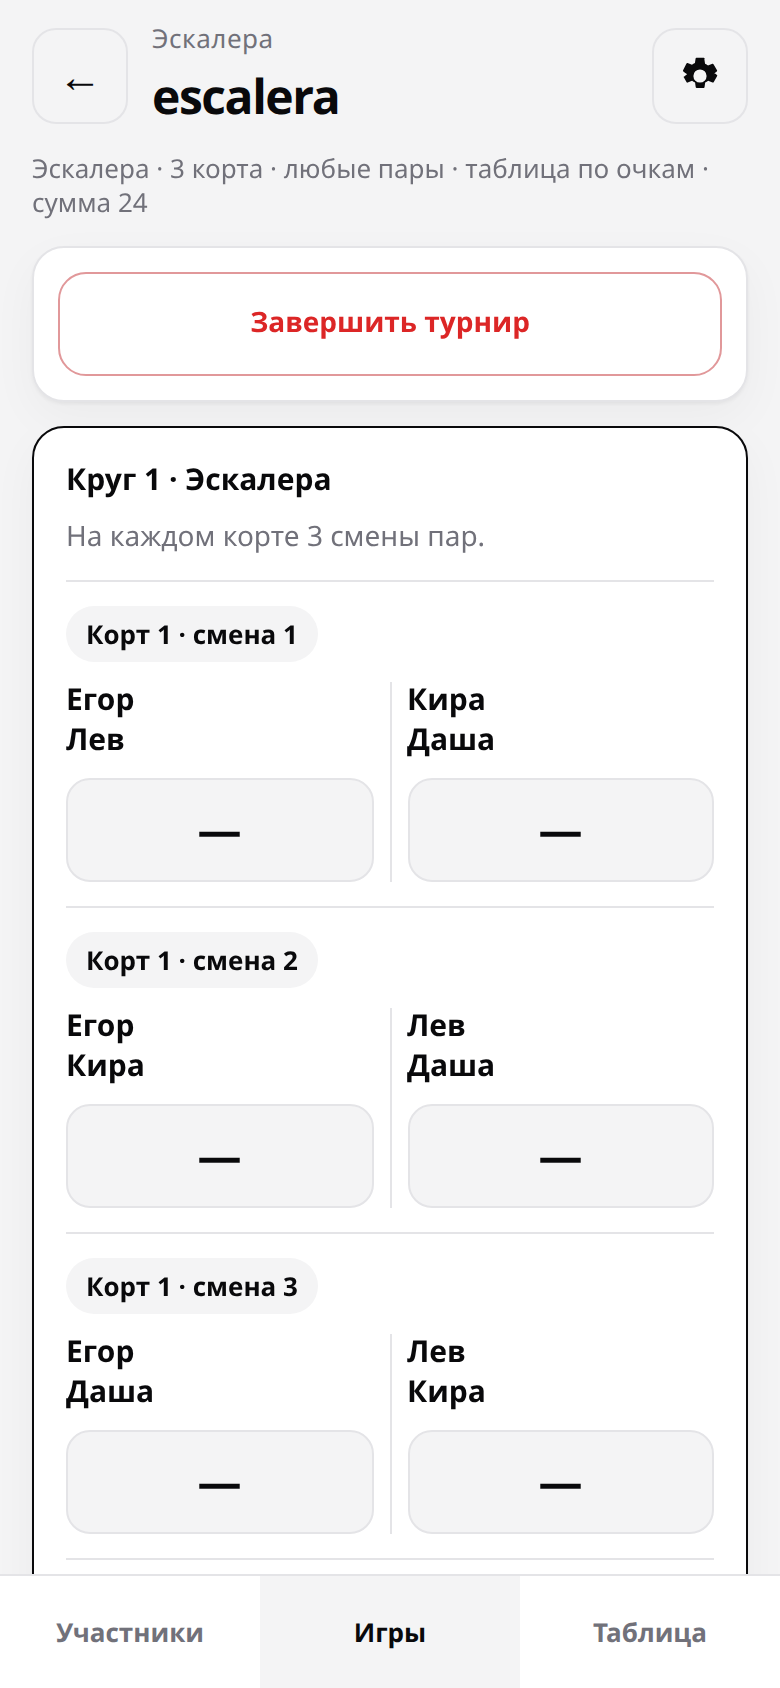 ←
Эскалера
escalera
Эскалера · 3 корта · любые пары · таблица по очкам ·
сумма 24
Завершить турнир
Круг 1 · Эскалера
На каждом корте 3 смены пар.
Корт 1 · смена 1
Егор
Лев
Кира
Даша
—
—
Корт 1 · смена 2
Егор
Кира
Лев
Даша
—
—
Корт 1 · смена 3
Егор
Даша
Лев
Кира
—
—
Участники
Игры
Таблица